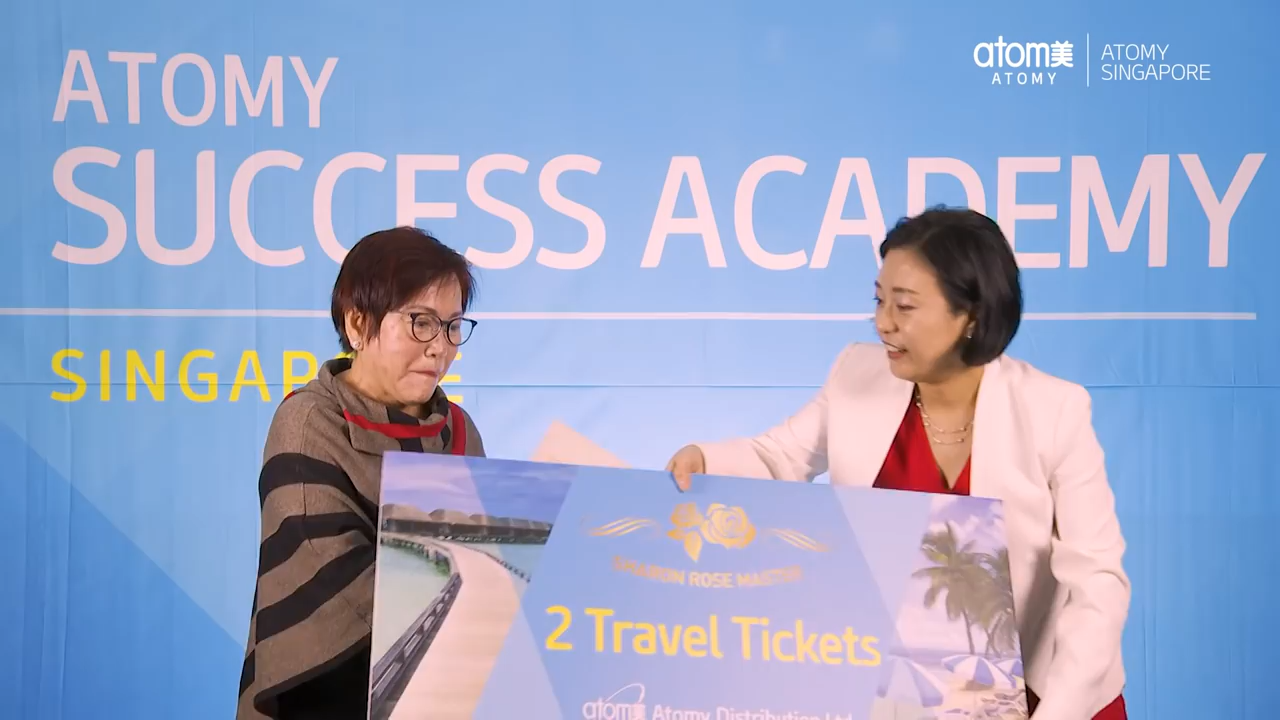 ATOMY
SUCCESS ACADEMY
SINGAP E
atom美
ATOMY
ATOMY
SINGAPORE
SHARON ROSE MASTER
2 Travel Tickets
atom美 Atomy Distribution Ltd